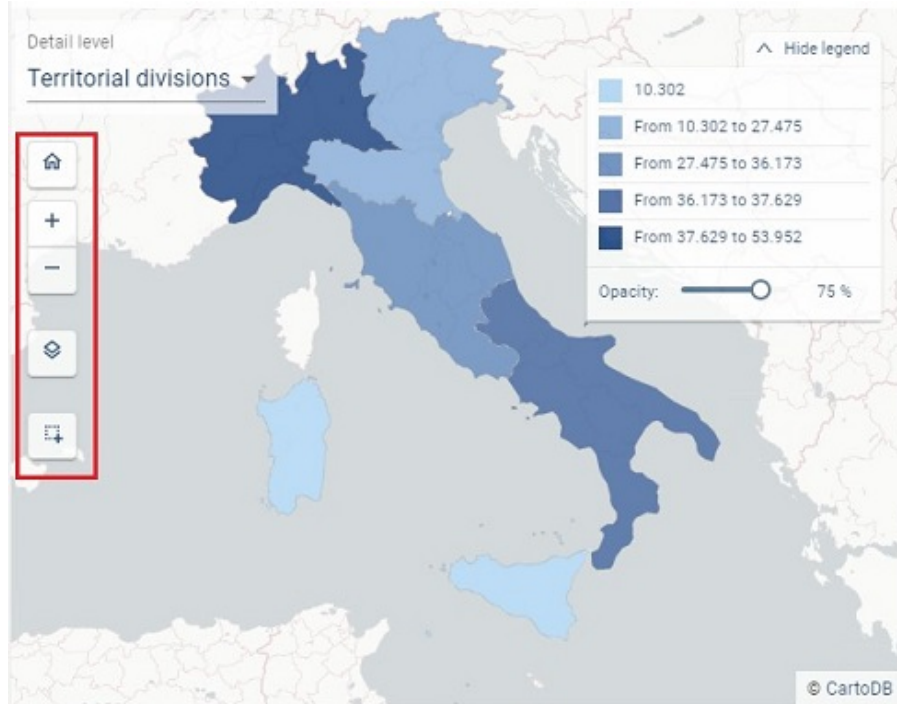 Detail level
Territorial divisions
Hide legend
10.302
From 10.302 to 27.475
From 27.475 to 36.173
From 36.173 to 37.629
From 37.629 to 53.952
Opacity: 75 %
© CartoDB